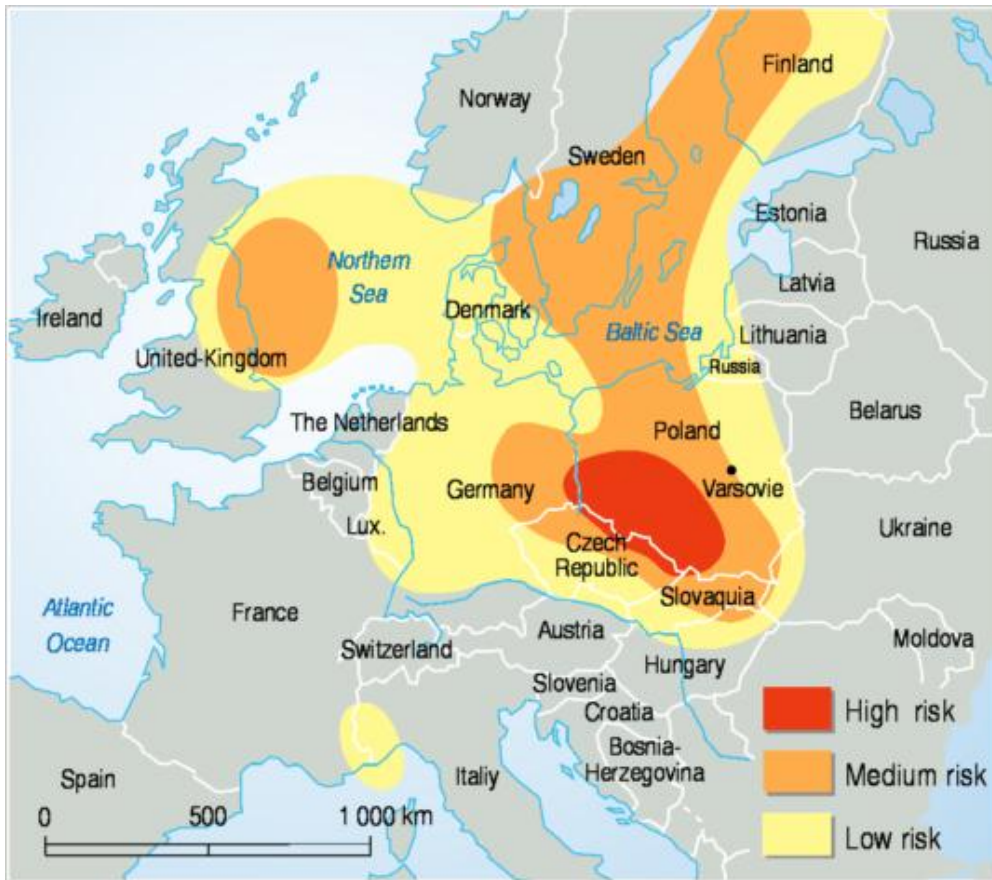 Finland
Norway
Sweden
Estonia
Russia
Northern
Sea
Latvia
Ireland
Denmark
Baltic Sea
Lithuania
United-Kingdom
Russia
Belarus
The Netherlands
Poland
Belgium
Germany
Varsovie
Lux.
Ukraine
Czech
Republic
Slovaquia
Atlantic
Ocean
France
Austria
Moldova
Switzerland
Hungary
Slovenia
Croatia
High risk
Bosnia-
Herzegovina
Spain
Italiy
Medium risk
0 500 1 000 km
Low risk